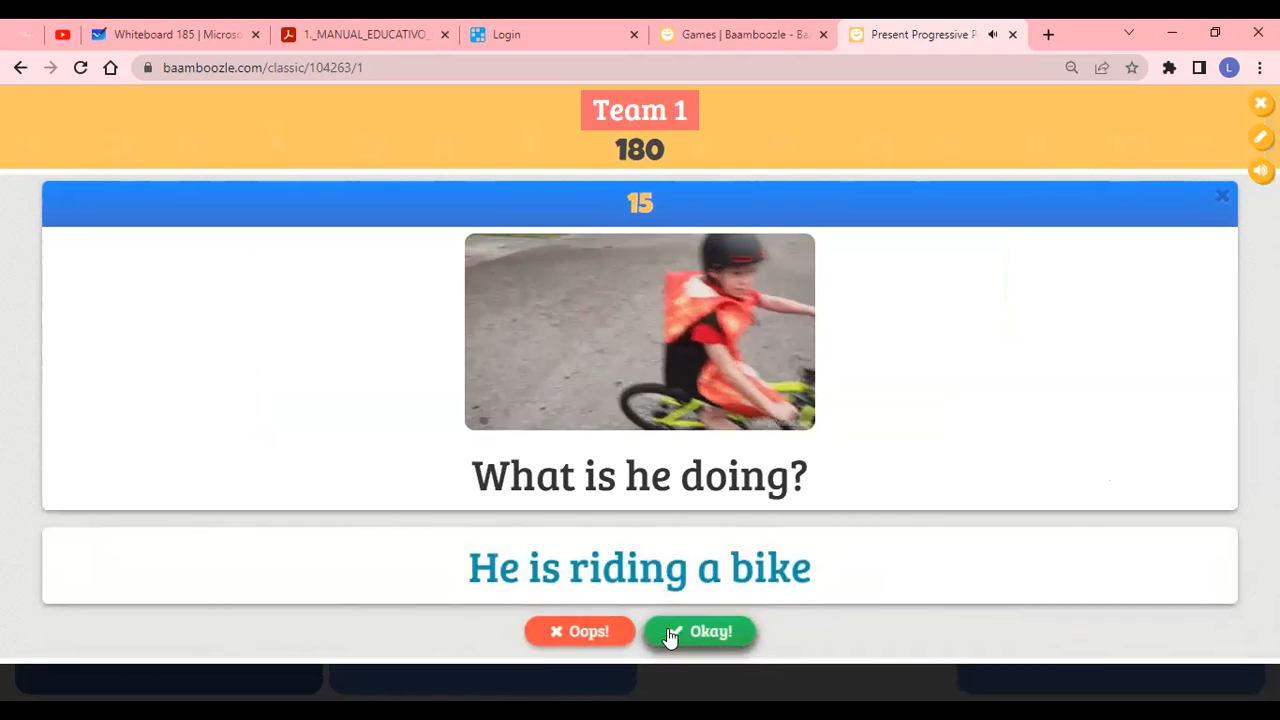 Whiteboard 185 | Microso
1._MANUAL_EDUCATIVO_
Login
Games | Baamboozle - Ba
Present Progressive P
baamboozle.com/classic/104263/1
L
Team 1
180
15
What is he doing?
He is riding a bike
Oops!
Okay!